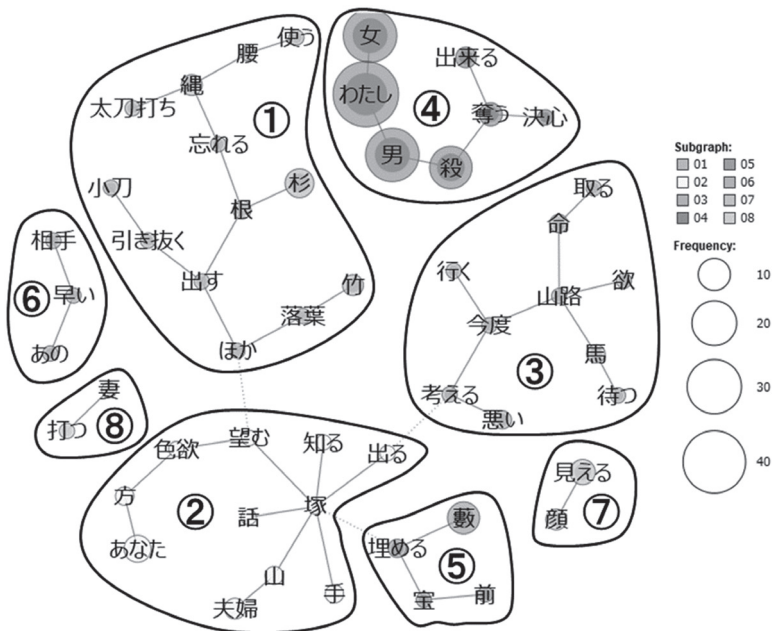 使う
腰
縄
太刀打ち
①
忘れる
小刀
杉
根
引き抜く
出す
竹
落葉
ほか
女
出来る
わたし
④
奪う
決心
男
殺
取る
命
行く
欲
山路
今度
馬
③
考える
待つ
悪い
相手
⑥
早い
あの
妻
打つ
⑧
色欲
望む
知る
出る
方
②
話
塚
あなた
山
夫婦
手
藪
埋める
⑤
宝
前
見える
顔
⑦
Subgraph:
01 05
02 06
03 07
04 08
Frequency:
10
20
30
40